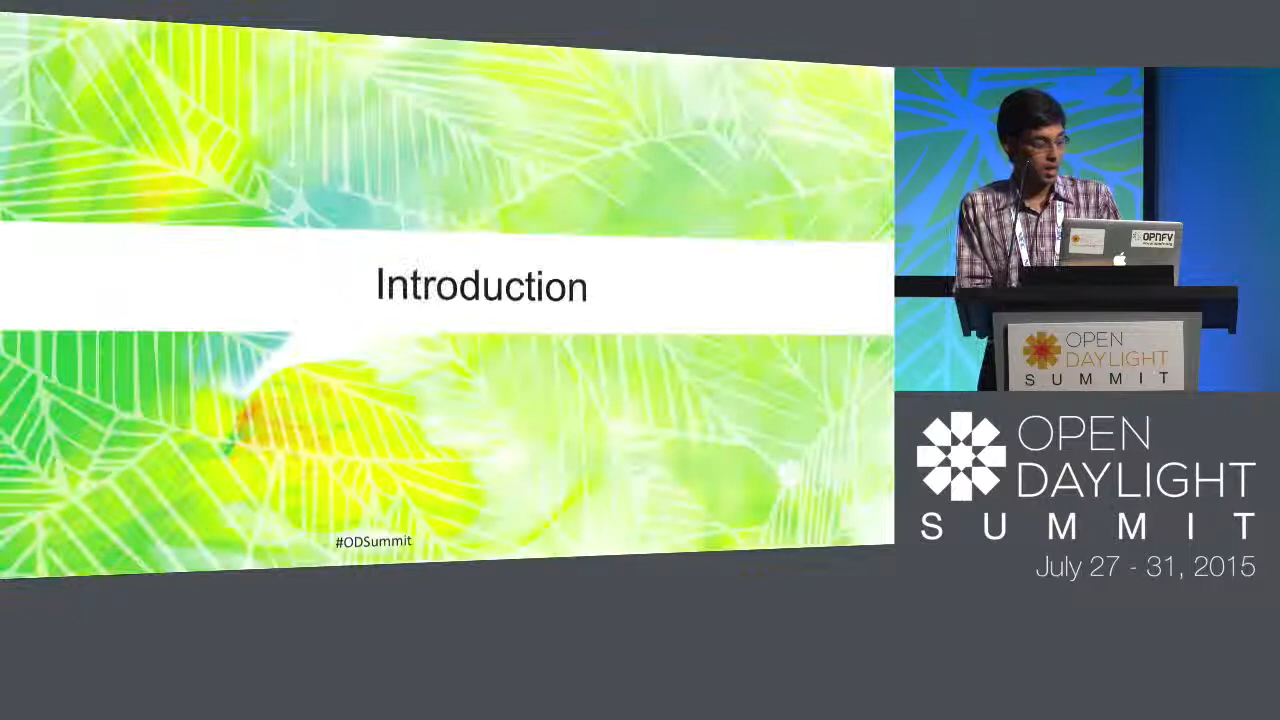 Introduction
#ODSummit
OPNFV
OPEN
DAYLIGHT
SUMMIT
OPEN
DAYLIGHT
SUMMIT
July 27 - 31, 2015